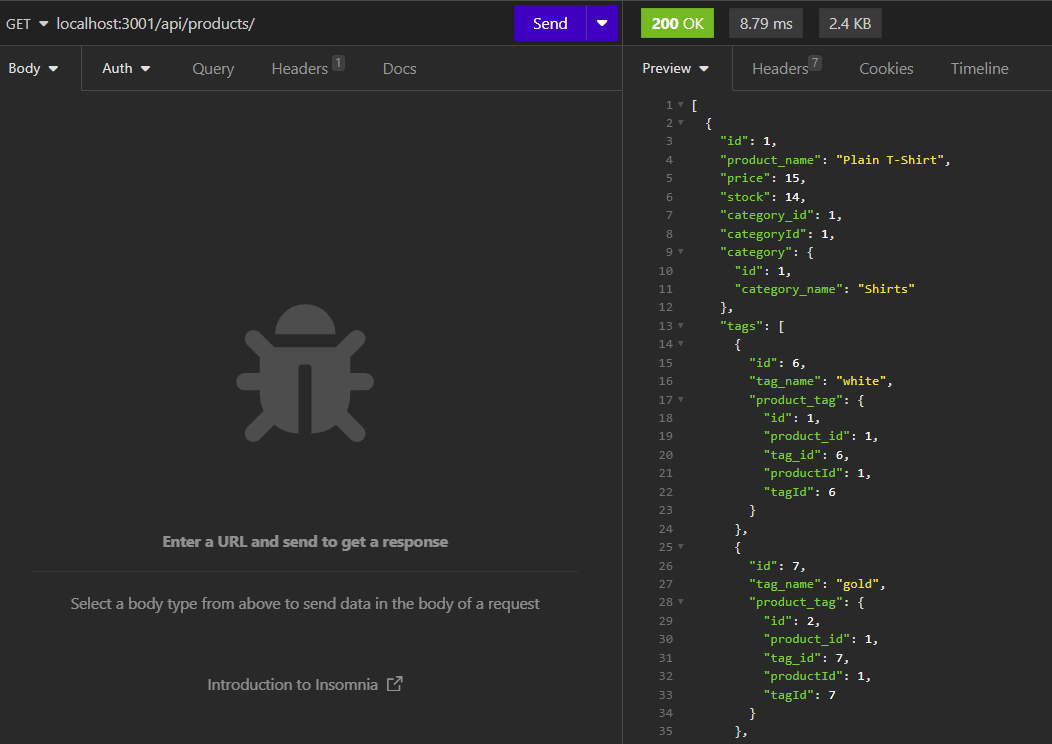 GET localhost:3001/api/products/ Send 200 OK 8.79 ms 2.4 KB
Body Auth Query Headers 1 Docs
Enter a URL and send to get a response
Select a body type from above to send data in the body of a request
Introduction to Insomnia
Preview Headers 7 Cookies Timeline
1 [
2 {
3 "id": 1,
4 "product_name": "Plain T-Shirt",
5 "price": 15,
6 "stock": 14,
7 "category_id": 1,
8 "categoryId": 1,
9 "category": {
10 "id": 1,
11 "category_name": "Shirts"
12 },
13 "tags": [
14 {
15 "id": 6,
16 "tag_name": "white",
17 "product_tag": {
18 "id": 1,
19 "product_id": 1,
20 "tag_id": 6,
21 "productId": 1,
22 "tagId": 6
23 }
24 },
25 {
26 "id": 7,
27 "tag_name": "gold",
28 "product_tag": {
29 "id": 2,
30 "product_id": 1,
31 "tag_id": 7,
32 "productId": 1,
33 "tagId": 7
34 }
35 },